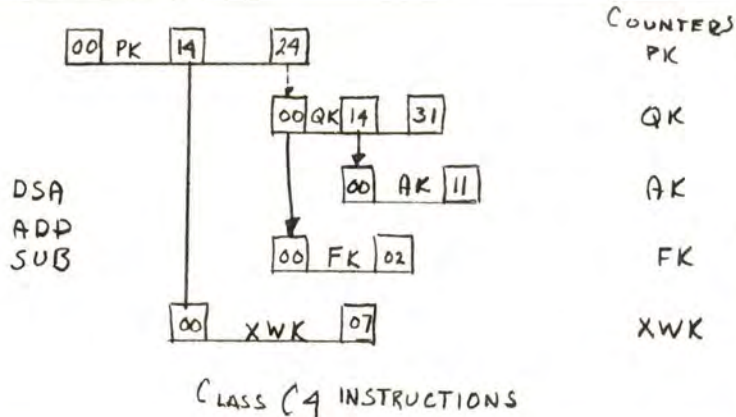 COUNTERS
00 PK 14 24 PK
00 QK 14 31 QK
00 AK 11 AK
DSA
ADD
SUB
00 FK 02 FK
00 XWK 07 XWK
CLASS C4 INSTRUCTIONS